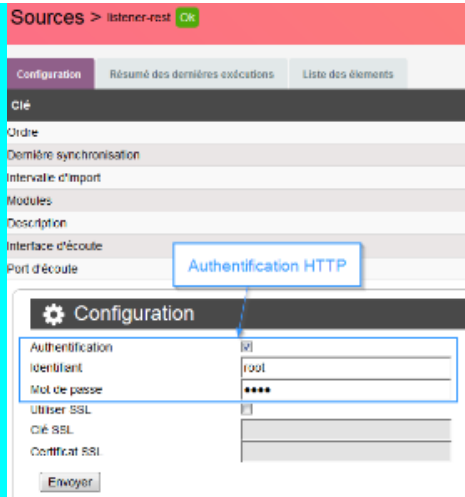 Sources > listener-rest Ok
Configuration Résumé des dernières exécutions Liste des élements
Clé
Ordre
Dernière synchronisation
Intervalle d'import
Modules
Description
Interface d'écoute
Port d'écoute
Authentification HTTP
Configuration
Authentification
Identifiant root
Mot de passe ••••
Utiliser SSL
Clé SSL
Certificat SSL
Envoyer